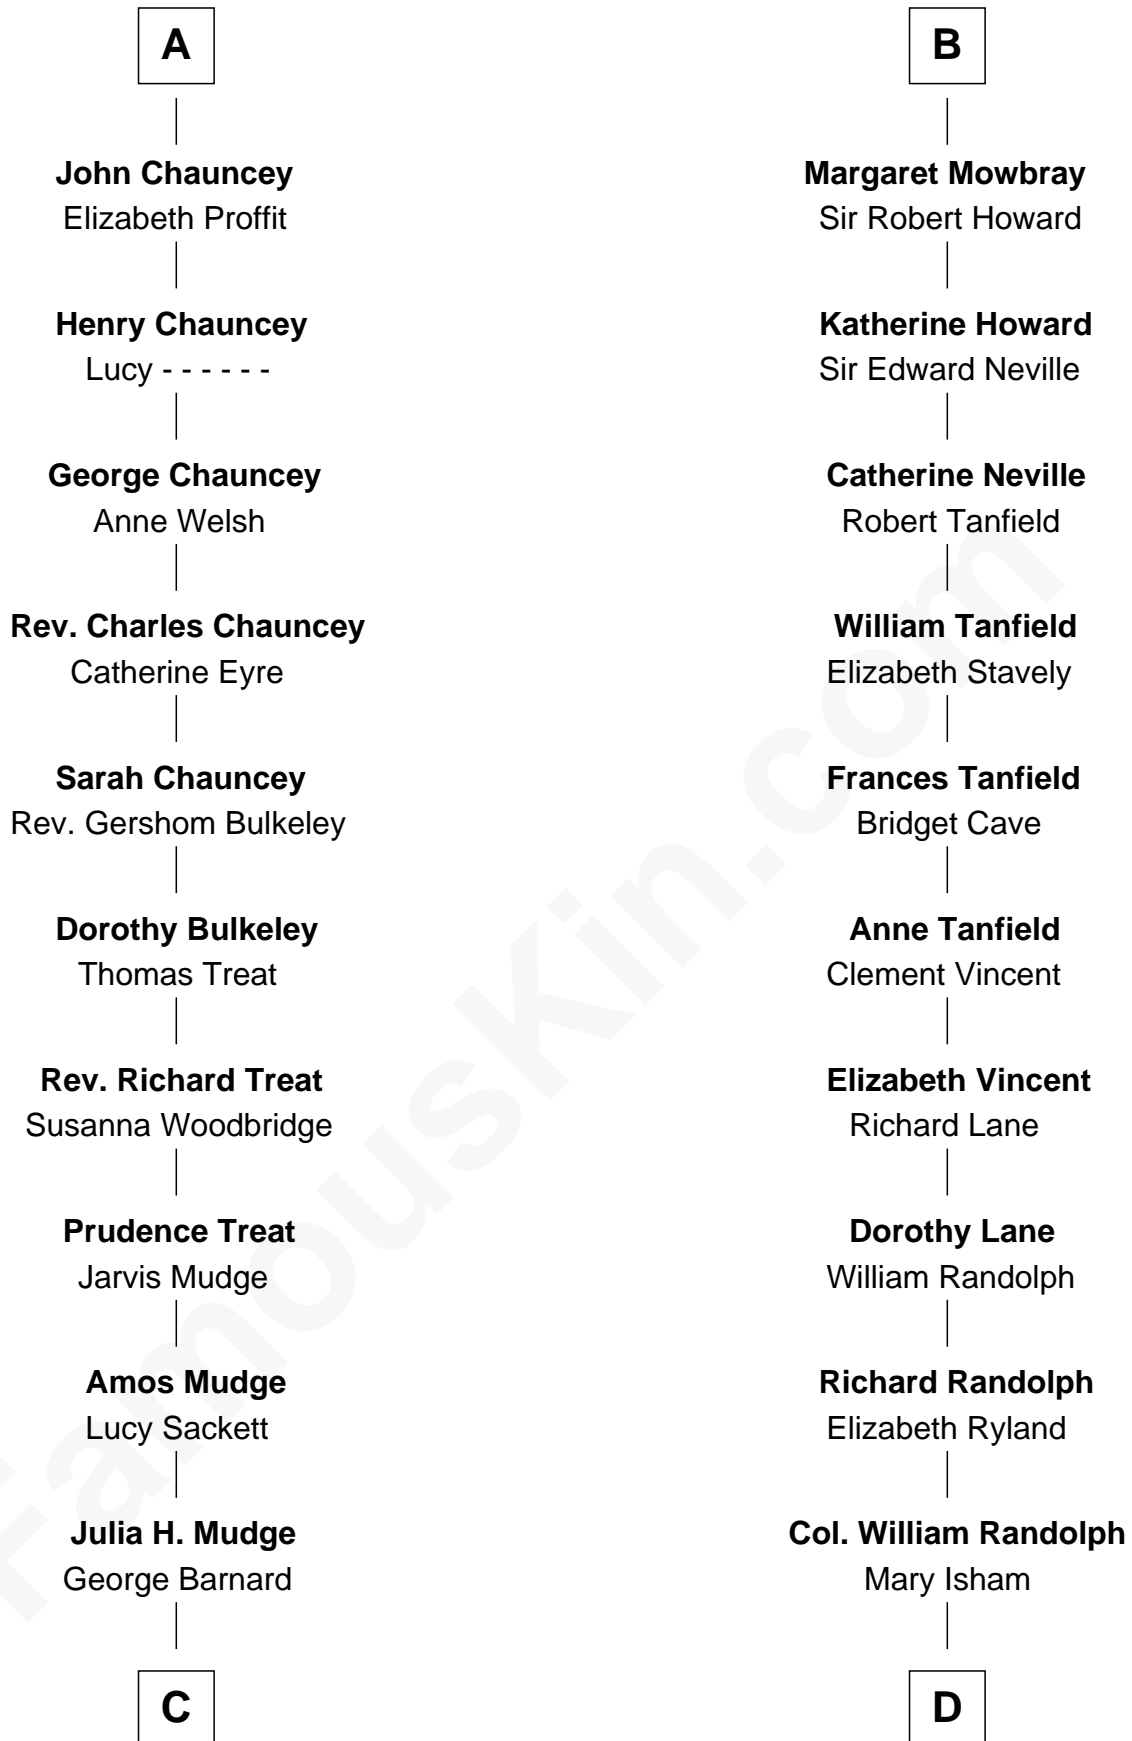 A
John Chauncey
Elizabeth Proffit
Henry Chauncey
Lucy - - - - - -
George Chauncey
Anne Welsh
Rev. Charles Chauncey
Catherine Eyre
Sarah Chauncey
Rev. Gershom Bulkeley
Dorothy Bulkeley
Thomas Treat
Rev. Richard Treat
Susanna Woodbridge
Prudence Treat
Jarvis Mudge
Amos Mudge
Lucy Sackett
Julia H. Mudge
George Barnard
C
B
Margaret Mowbray
Sir Robert Howard
Katherine Howard
Sir Edward Neville
Catherine Neville
Robert Tanfield
William Tanfield
Elizabeth Stavely
Frances Tanfield
Bridget Cave
Anne Tanfield
Clement Vincent
Elizabeth Vincent
Richard Lane
Dorothy Lane
William Randolph
Richard Randolph
Elizabeth Ryland
Col. William Randolph
Mary Isham
D
FamousKin.com